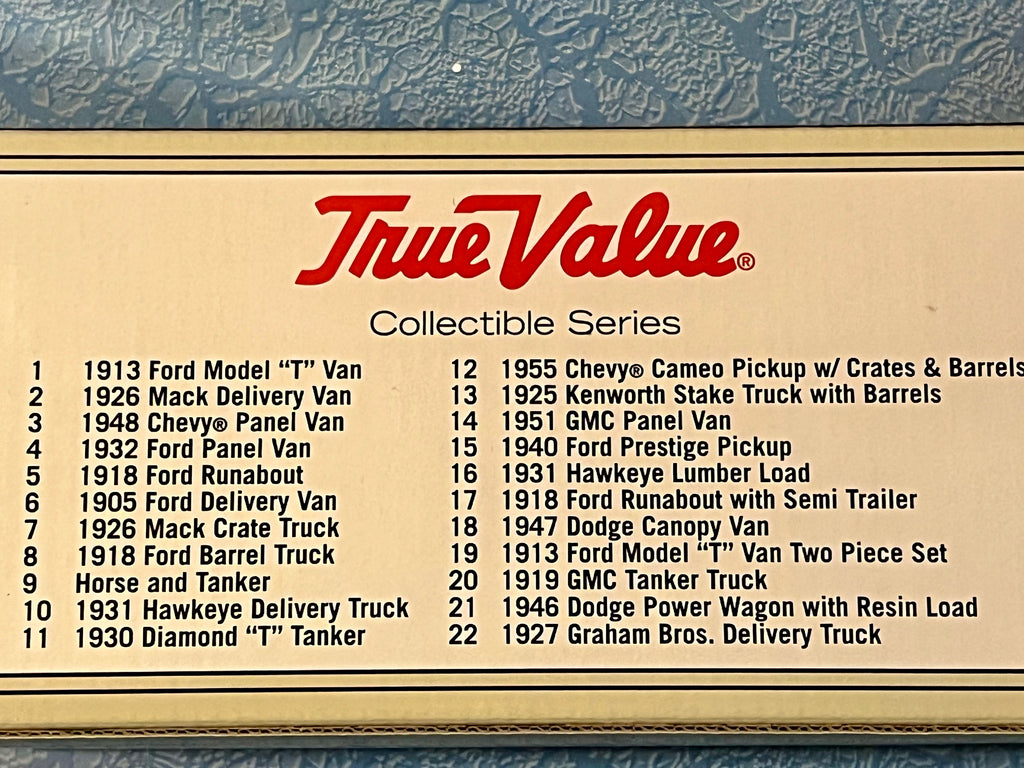 True Value®
Collectible Series
1 1913 Ford Model “T” Van
2 1926 Mack Delivery Van
3 1948 Chevy® Panel Van
4 1932 Ford Panel Van
5 1918 Ford Runabout
6 1905 Ford Delivery Van
7 1926 Mack Crate Truck
8 1918 Ford Barrel Truck
9 Horse and Tanker
10 1931 Hawkeye Delivery Truck
11 1930 Diamond “T” Tanker
12 1955 Chevy® Cameo Pickup w/ Crates & Barrels
13 1925 Kenworth Stake Truck with Barrels
14 1951 GMC Panel Van
15 1940 Ford Prestige Pickup
16 1931 Hawkeye Lumber Load
17 1918 Ford Runabout with Semi Trailer
18 1947 Dodge Canopy Van
19 1913 Ford Model “T” Van Two Piece Set
20 1919 GMC Tanker Truck
21 1946 Dodge Power Wagon with Resin Load
22 1927 Graham Bros. Delivery Truck